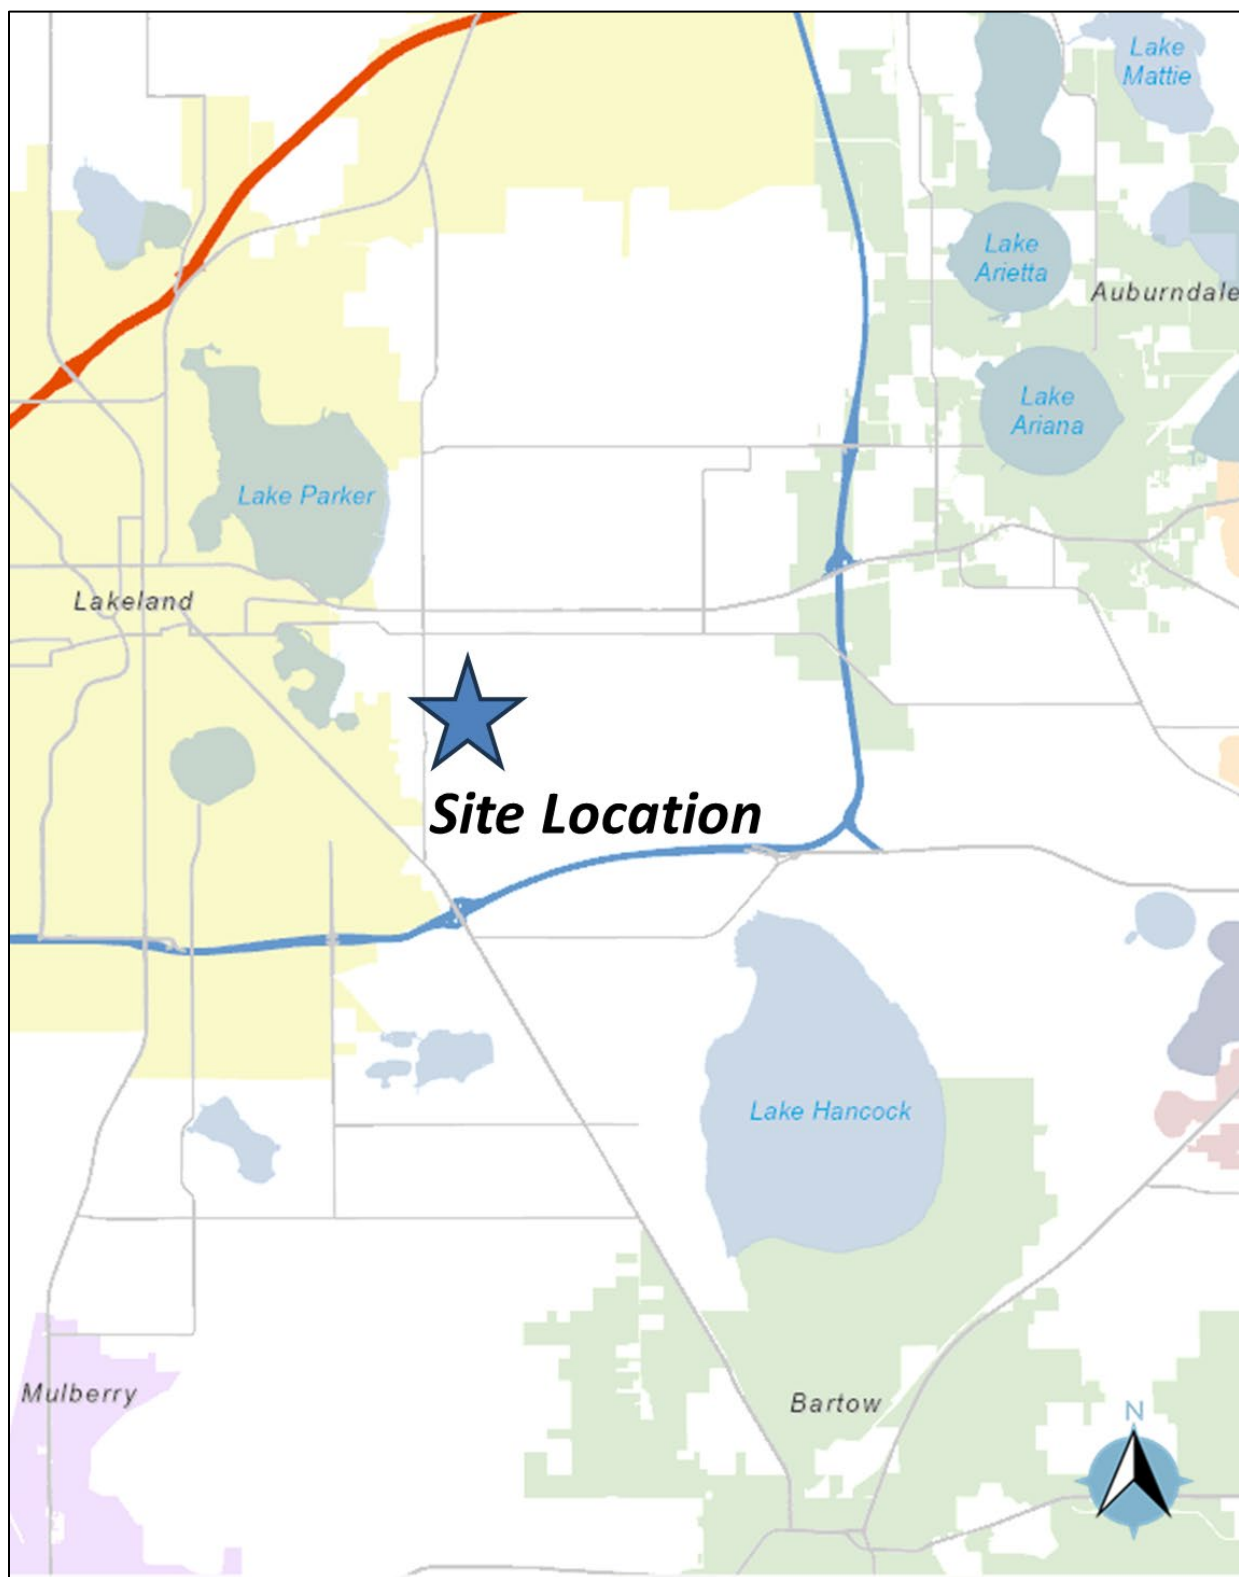 Lake
Mattie
Lake
Arietta
Auburndale
Lake
Ariana
Lake Parker
Lakeland
Site Location
Lake Hancock
Mulberry
Bartow
N